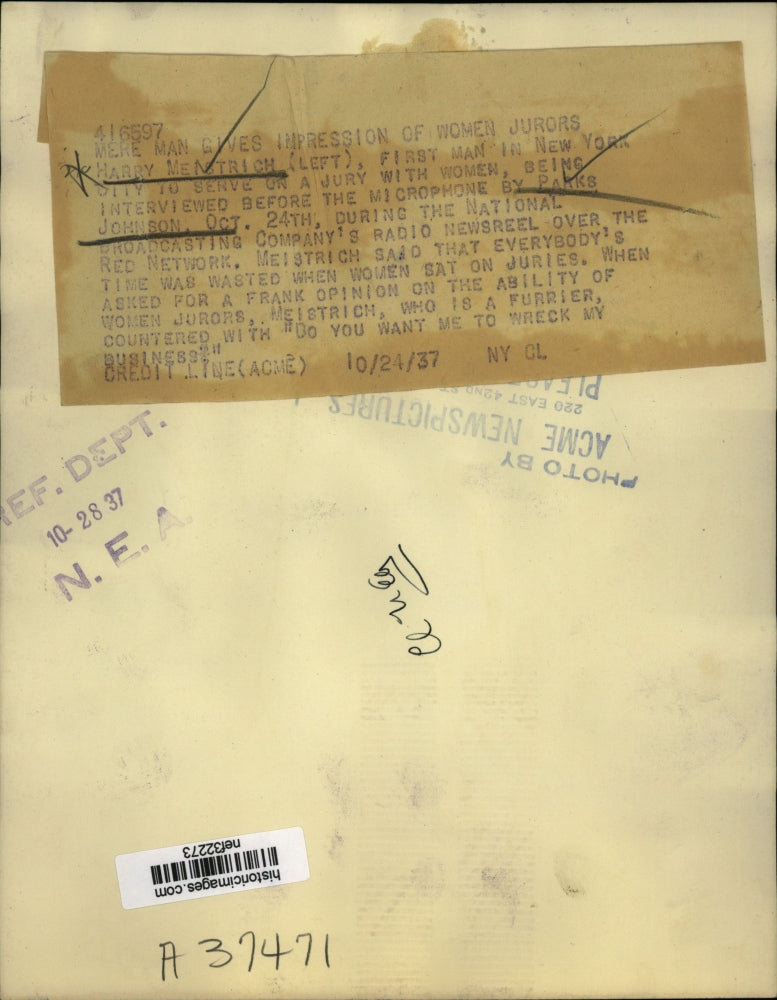 416597
MERE MAN GIVES IMPRESSION OF WOMEN JURORS
HARRY MEISTRICH (LEFT), FIRST MAN IN NEW YORK
CITY TO SERVE ON A JURY WITH WOMEN, BEING
INTERVIEWED BEFORE THE MICROPHONE BY PARKS
JOHNSON, OCT. 24TH, DURING THE NATIONAL
BROADCASTING COMPANY'S RADIO NEWSREEL OVER THE
RED NETWORK. MEISTRICH SAID THAT EVERYBODY'S
TIME WAS WASTED WHEN WOMEN SAT ON JURIES. WHEN
ASKED FOR A FRANK OPINION ON THE ABILITY OF
WOMEN JURORS, MEISTRICH, WHO IS A FURRIER,
COUNTERED WITH "DO YOU WANT ME TO WRECK MY
BUSINESS?"
CREDIT LINE (ACME) 10/24/37 NY CL
220 EAST 42ND ST
ACME NEWSPICTURES
PHOTO BY
REF. DEPT.
10-28 37
N. E. A.
nef32273
historicimages.com
A 37471